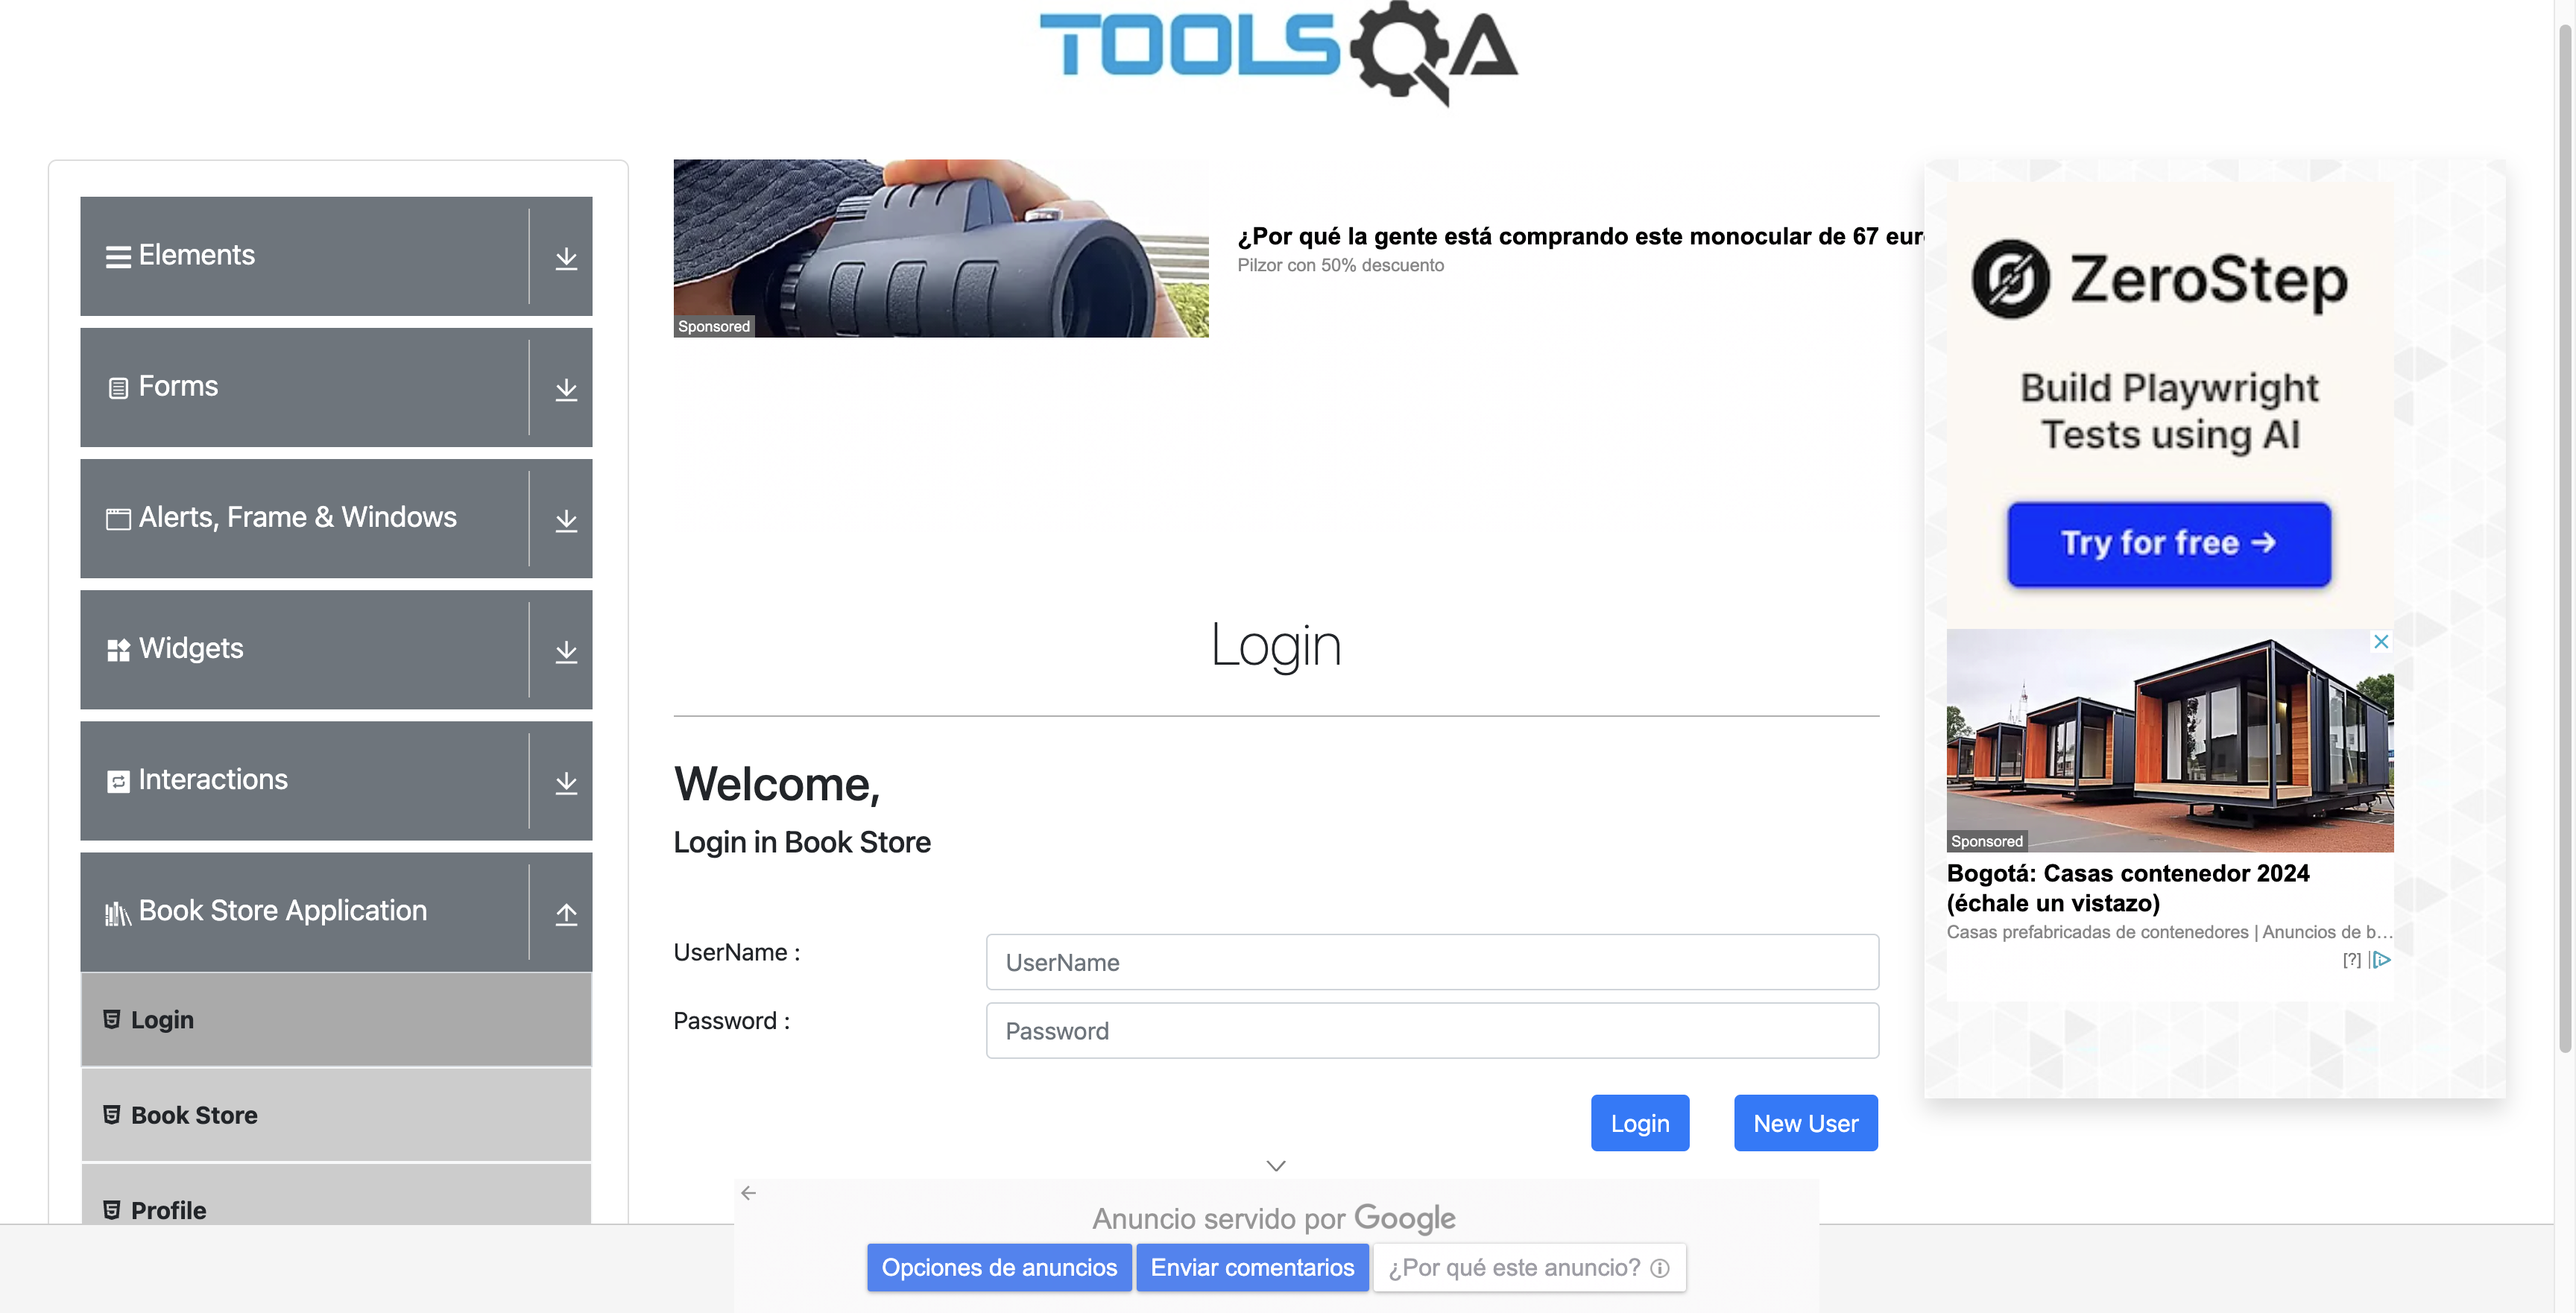 TOOLSQA
Elements
Forms
Alerts, Frame & Windows
Widgets
Interactions
Book Store Application
Login
Book Store
Profile
Sponsored
¿Por qué la gente está comprando este monocular de 67 eur
Pilzor con 50% descuento
Login
Welcome,
Login in Book Store
UserName :
UserName
Password :
Password
Login
New User
ZeroStep
Build Playwright
Tests using AI
Try for free →
Sponsored
Bogotá: Casas contenedor 2024
(échale un vistazo)
Casas prefabricadas de contenedores | Anuncios de b...
[?]
Anuncio servido por Google
Opciones de anuncios
Enviar comentarios
¿Por qué este anuncio?